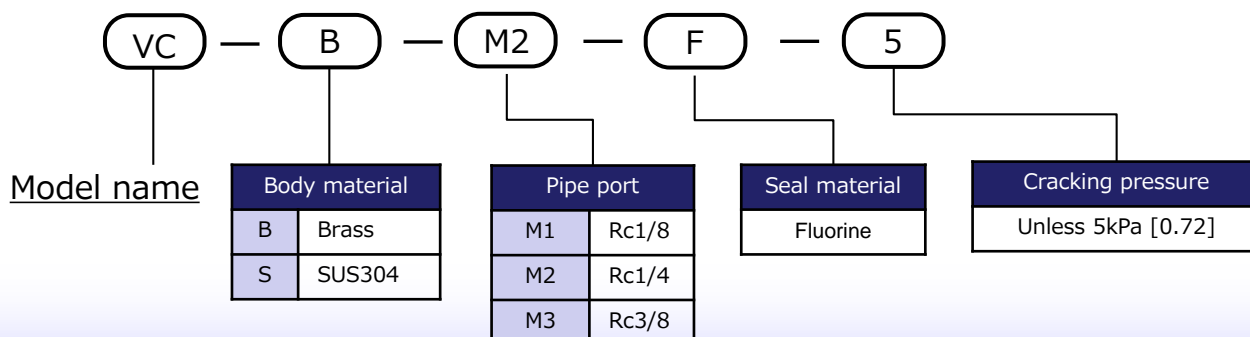 VC — B — M2 — F — 5
Model name
Body material
B Brass
S SUS304
Pipe port
M1 Rc1/8
M2 Rc1/4
M3 Rc3/8
Seal material
Fluorine
Cracking pressure
Unless 5kPa [0.72]